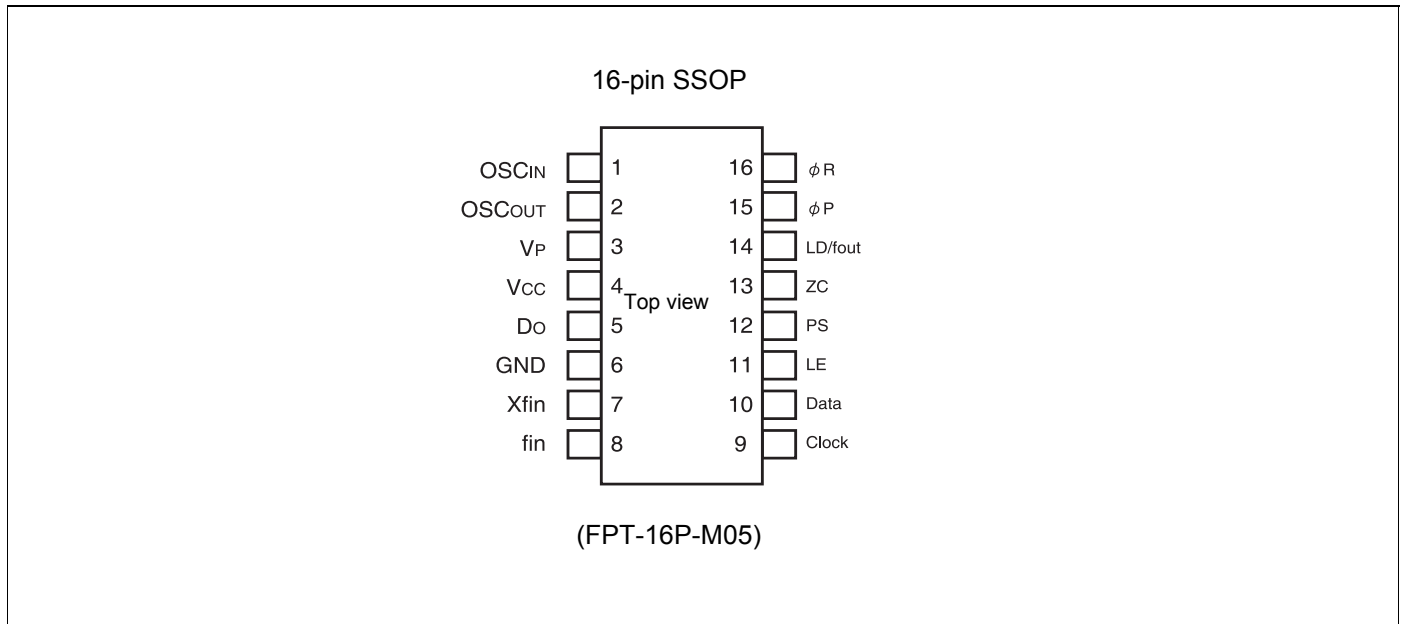 16-pin SSOP
OSCIN 1 16 φR
OSCOUT 2 15 φP
VP 3 14 LD/fout
VCC 4 13 ZC
Top view
DO 5 12 PS
GND 6 11 LE
Xfin 7 10 Data
fin 8 9 Clock
(FPT-16P-M05)